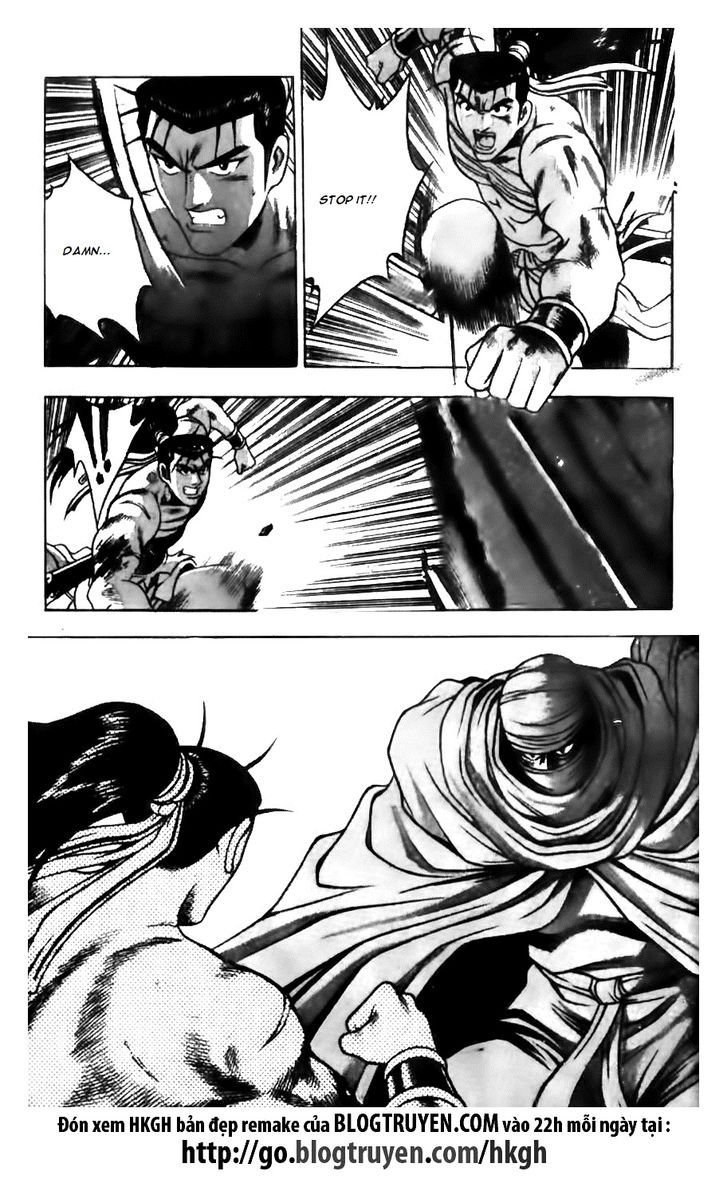 DAMN...
STOP IT!!
!
Đón xem HKGH bản đẹp remake của BLOGTRUYEN.COM vào 22h mỗi ngày tại :
http://go.blogtruyen.com/hkgh